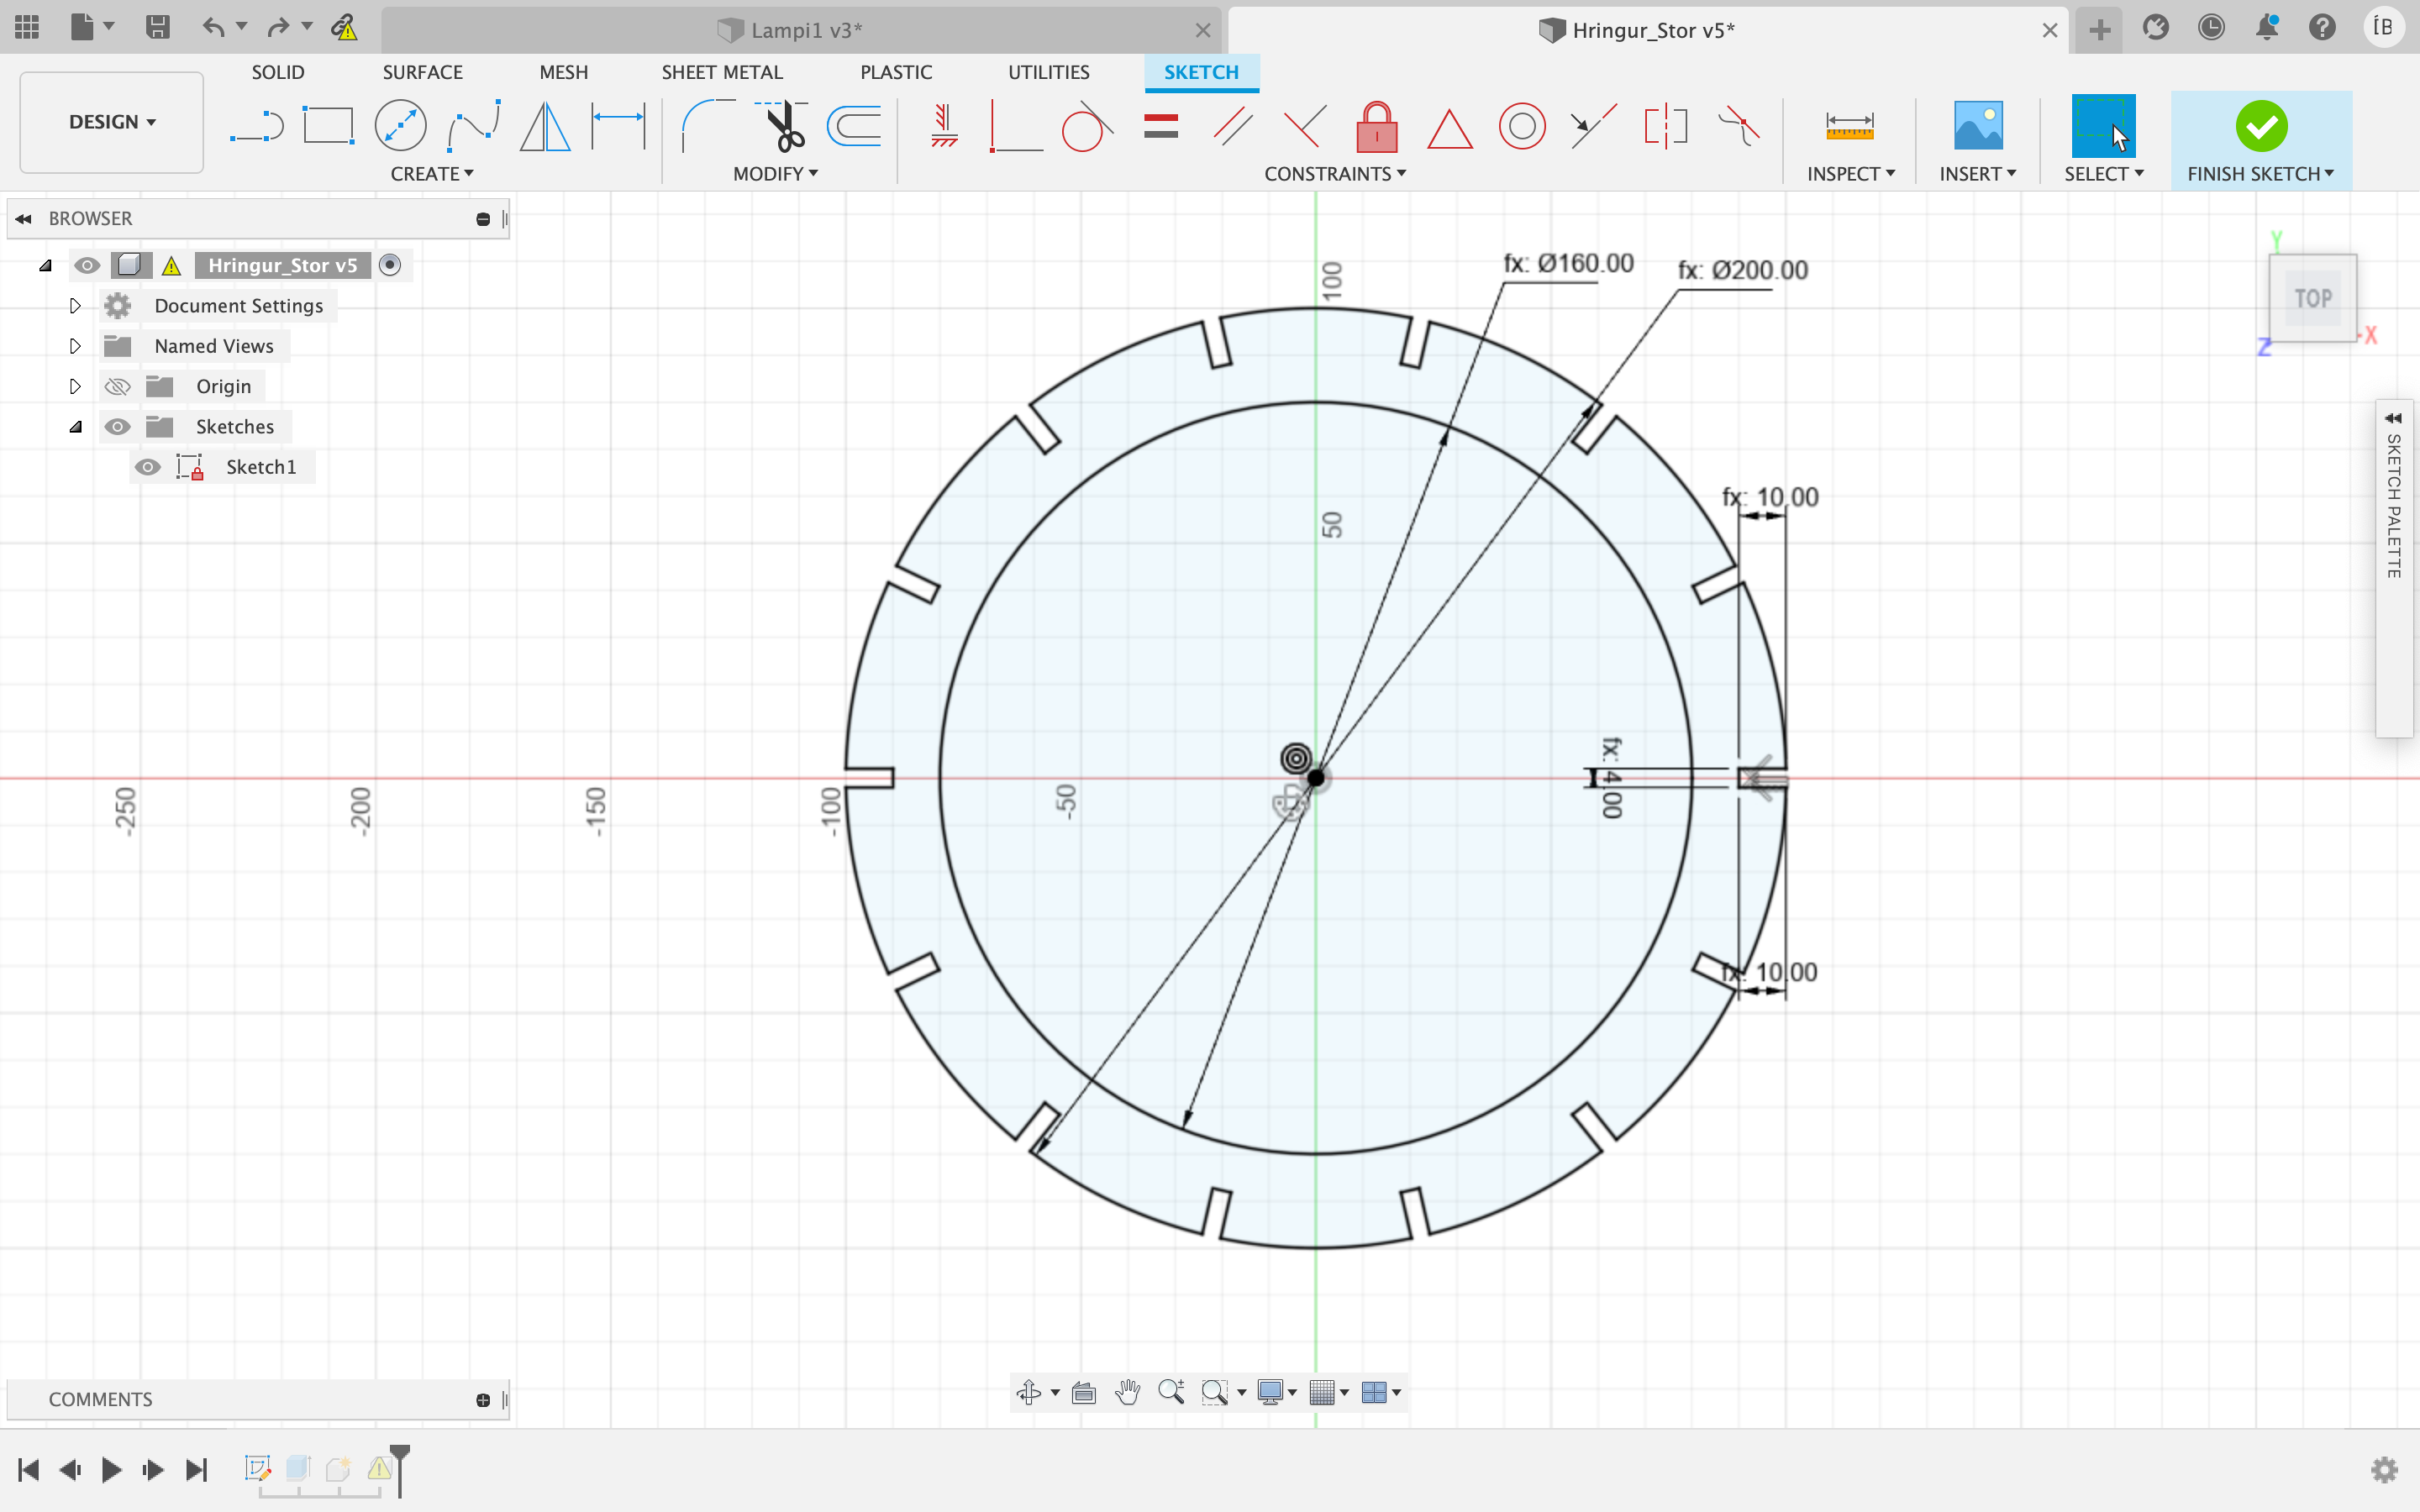 Lampi1 v3*
Hringur_Stor v5*
ÍB
DESIGN
SOLID
SURFACE
MESH
SHEET METAL
PLASTIC
UTILITIES
SKETCH
CREATE
MODIFY
CONSTRAINTS
INSPECT
INSERT
SELECT
FINISH SKETCH
BROWSER
Hringur_Stor v5
Document Settings
Named Views
Origin
Sketches
Sketch1
fx: Ø160.00
fx: Ø200.00
100
50
fx: 10.00
fx: 4.00
fx: 10.00
-250
-200
-150
-100
-50
Y
TOP
Z
-X
SKETCH PALETTE
COMMENTS